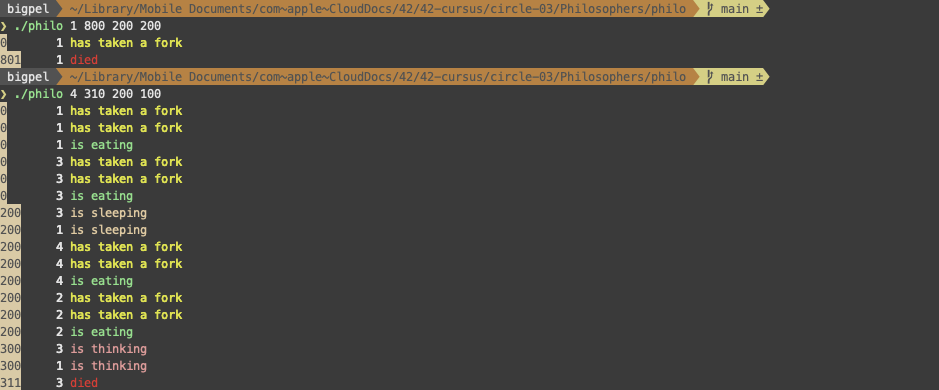 bigpel ~/Library/Mobile Documents/com~apple~CloudDocs/42/42-cursus/circle-03/Philosophers/philo main ±
❯ ./philo 1 800 200 200
0 1 has taken a fork
801 1 died
bigpel ~/Library/Mobile Documents/com~apple~CloudDocs/42/42-cursus/circle-03/Philosophers/philo main ±
❯ ./philo 4 310 200 100
0 1 has taken a fork
0 1 has taken a fork
0 1 is eating
0 3 has taken a fork
0 3 has taken a fork
0 3 is eating
200 3 is sleeping
200 1 is sleeping
200 4 has taken a fork
200 4 has taken a fork
200 4 is eating
200 2 has taken a fork
200 2 has taken a fork
200 2 is eating
300 3 is thinking
300 1 is thinking
311 3 died